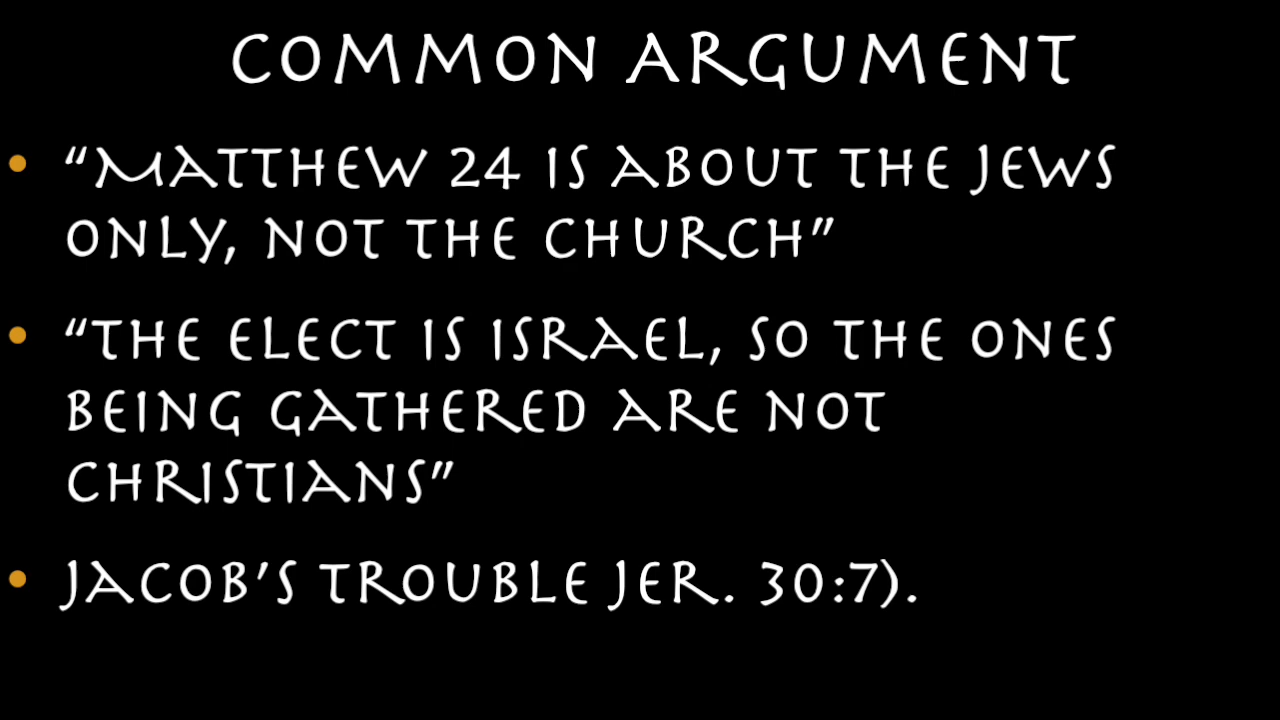 COMMON ARGUMENT
• “MATTHEW 24 IS ABOUT THE JEWS
ONLY, NOT THE CHURCH”
• “THE ELECT IS ISRAEL, SO THE ONES
BEING GATHERED ARE NOT
CHRISTIANS”
• JACOB’S TROUBLE JER. 30:7).